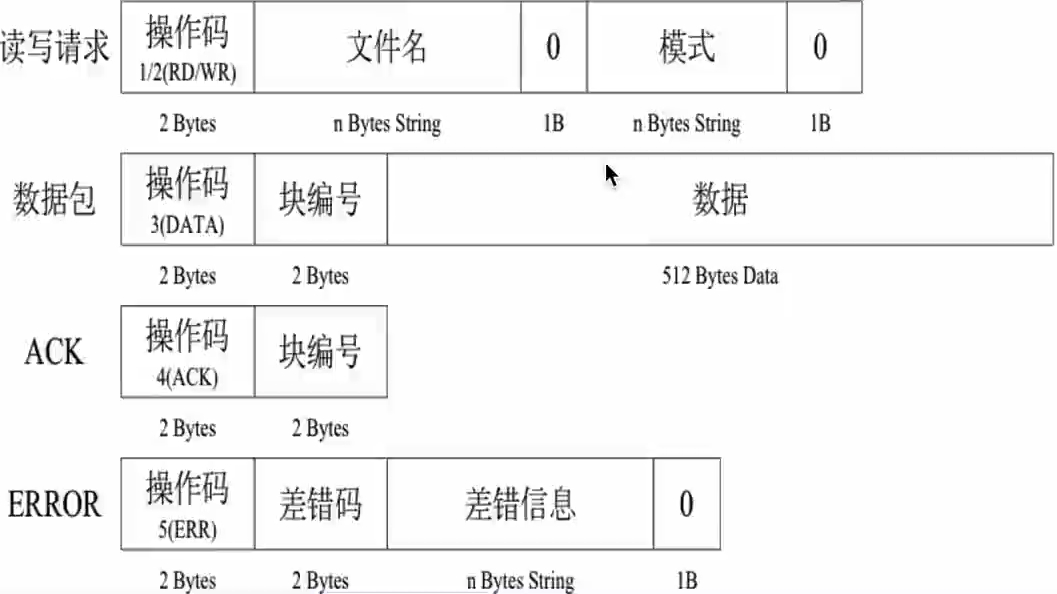 读写请求 操作码 文件名 0 模式 0
1/2(RD/WR)
2 Bytes n Bytes String 1B n Bytes String 1B
数据包 操作码 块编号 数据
3(DATA)
2 Bytes 2 Bytes 512 Bytes Data
ACK 操作码 块编号
4(ACK)
2 Bytes 2 Bytes
ERROR 操作码 差错码 差错信息 0
5(ERR)
2 Bytes 2 Bytes n Bytes String 1B